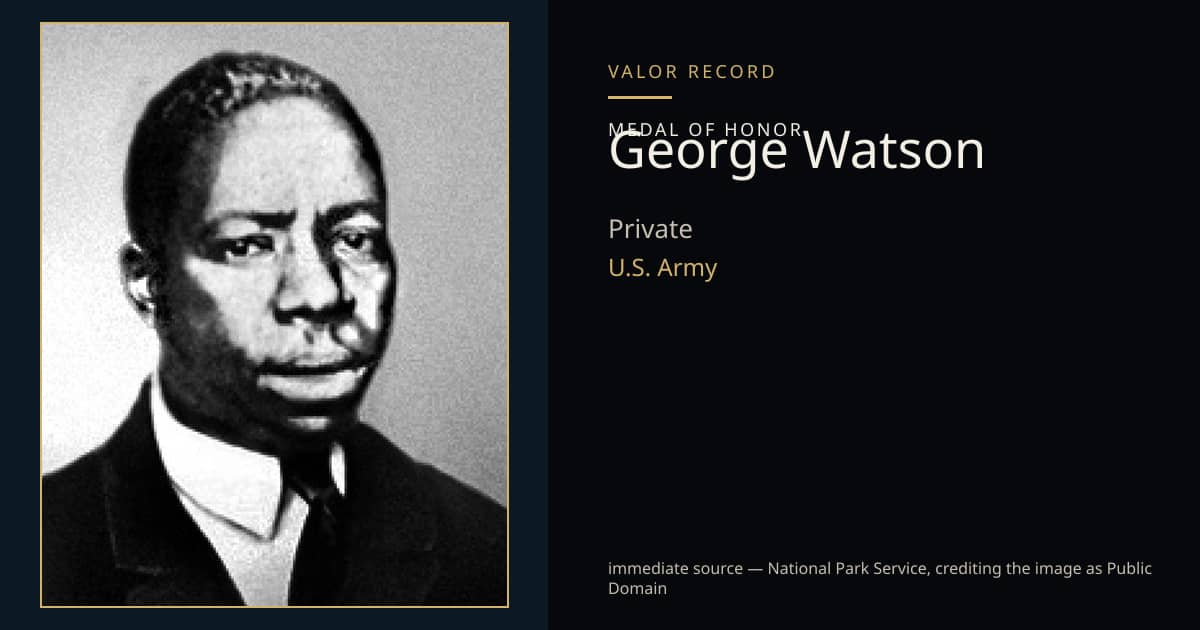 VALOR RECORD
MEDAL OF HONOR
George Watson
Private
U.S. Army
immediate source — National Park Service, crediting the image as Public
Domain